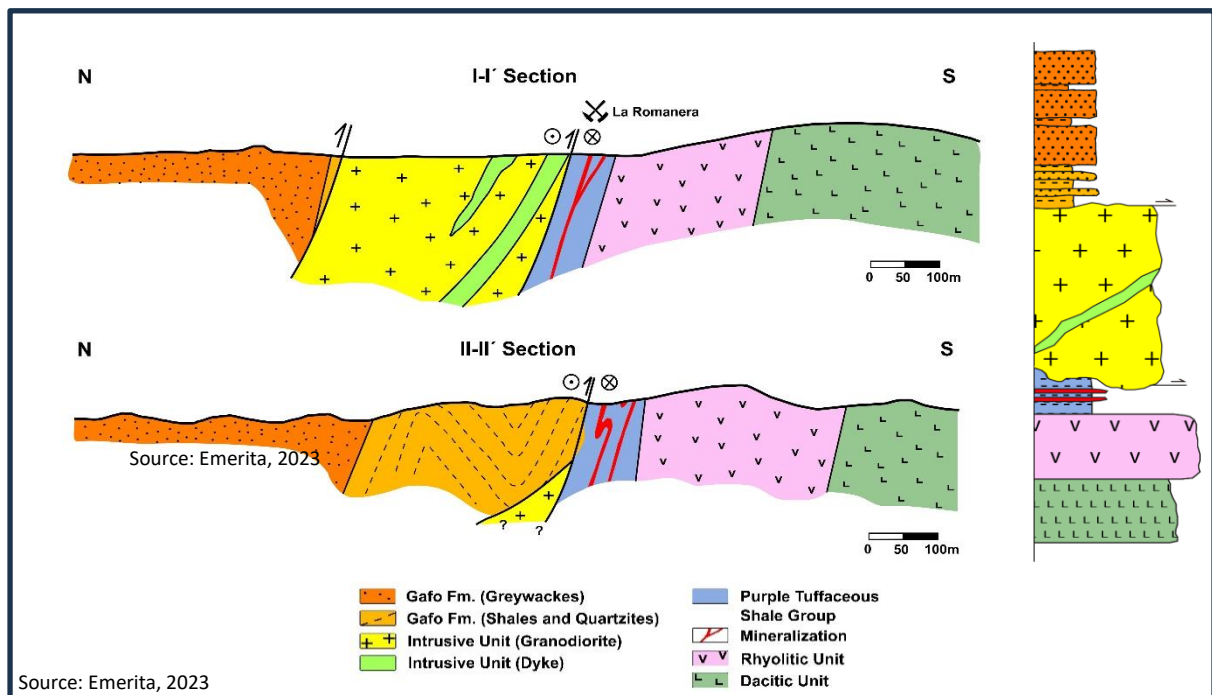 N
I-I´ Section
S
La Romanera
0 50 100m
N
II-II´ Section
S
Source: Emerita, 2023
? ?
0 50 100m
Gafo Fm. (Greywackes)
Gafo Fm. (Shales and Quartzites)
Intrusive Unit (Granodiorite)
Intrusive Unit (Dyke)
Purple Tuffaceous
Shale Group
Mineralization
Rhyolitic Unit
Dacitic Unit
Source: Emerita, 2023